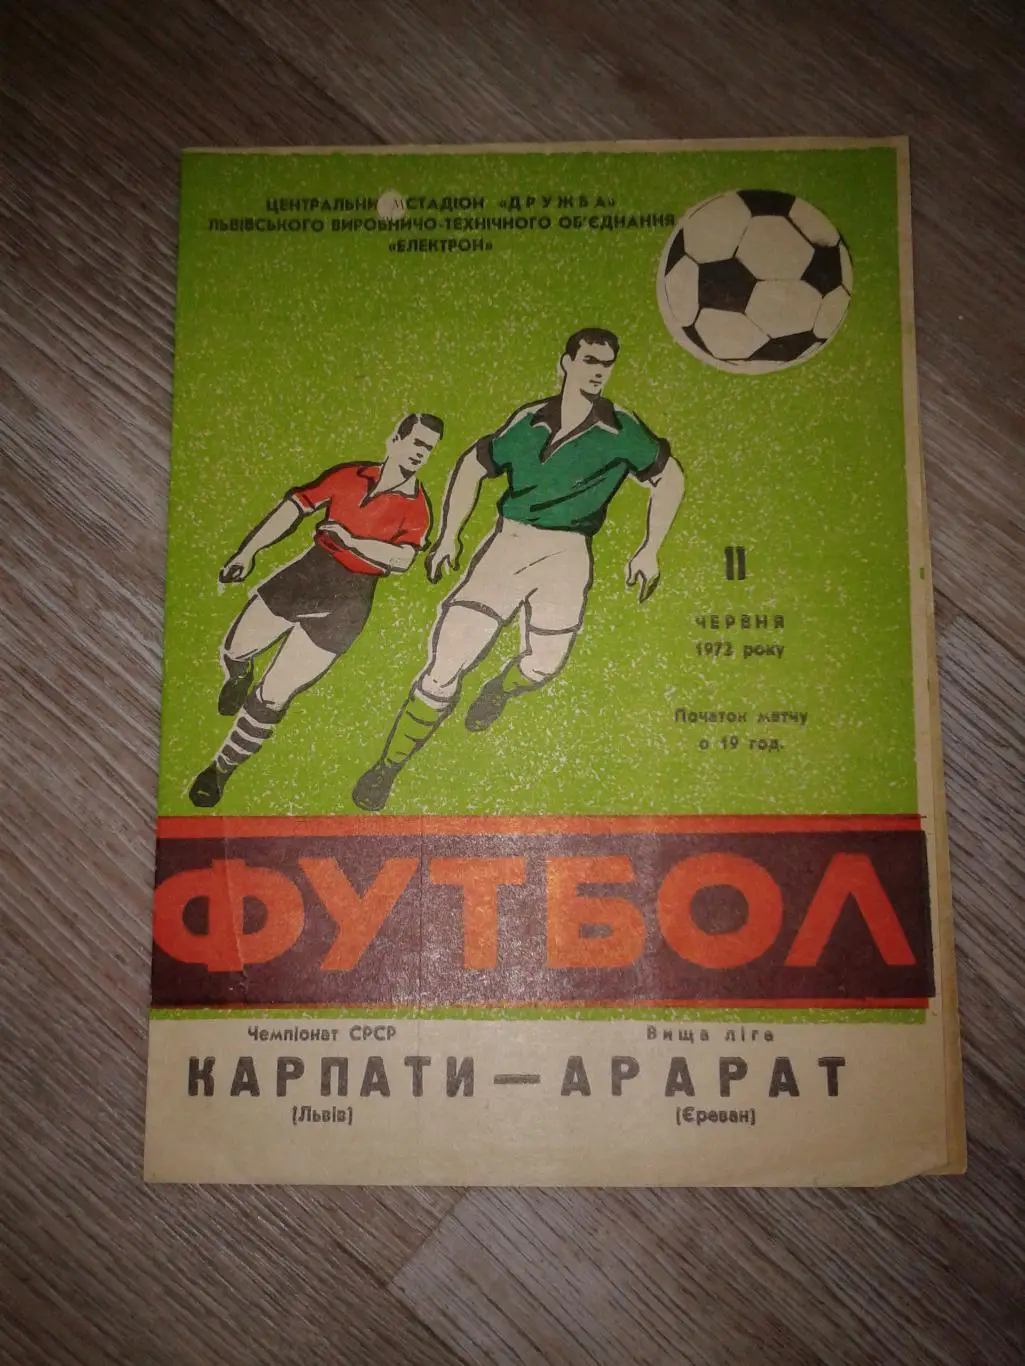 ЦЕНТРАЛЬНИЙ СТАДІОН «ДРУЖБА»
ЛЬВІВСЬКОГО ВИРОБНИЧО-ТЕХНІЧНОГО ОБ'ЄДНАННЯ
«ЕЛЕКТРОН»
11
ЧЕРВНЯ
1972 року
Початок матчу
о 19 год.
ФУТБОЛ
Чемпіонат СРСР Вища ліга
КАРПАТИ — АРАРАТ
(Львів) (Єреван)